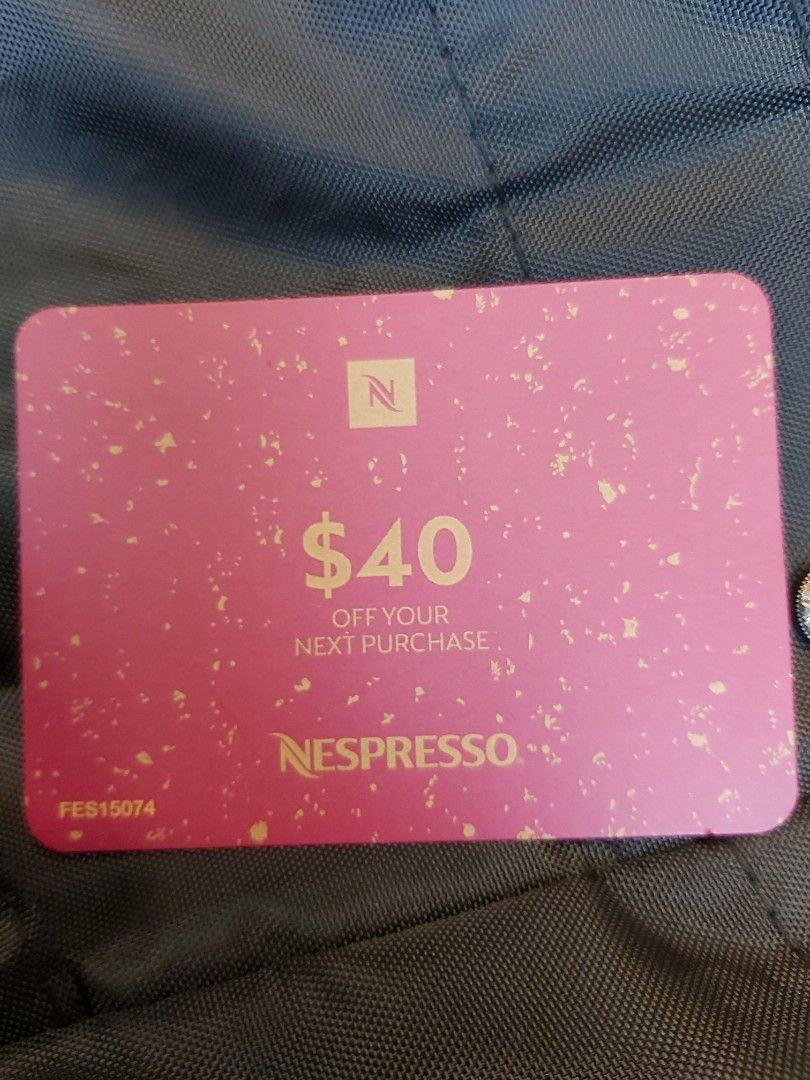 N
$40
OFF YOUR
NEXT PURCHASE
NESPRESSO
FES15074